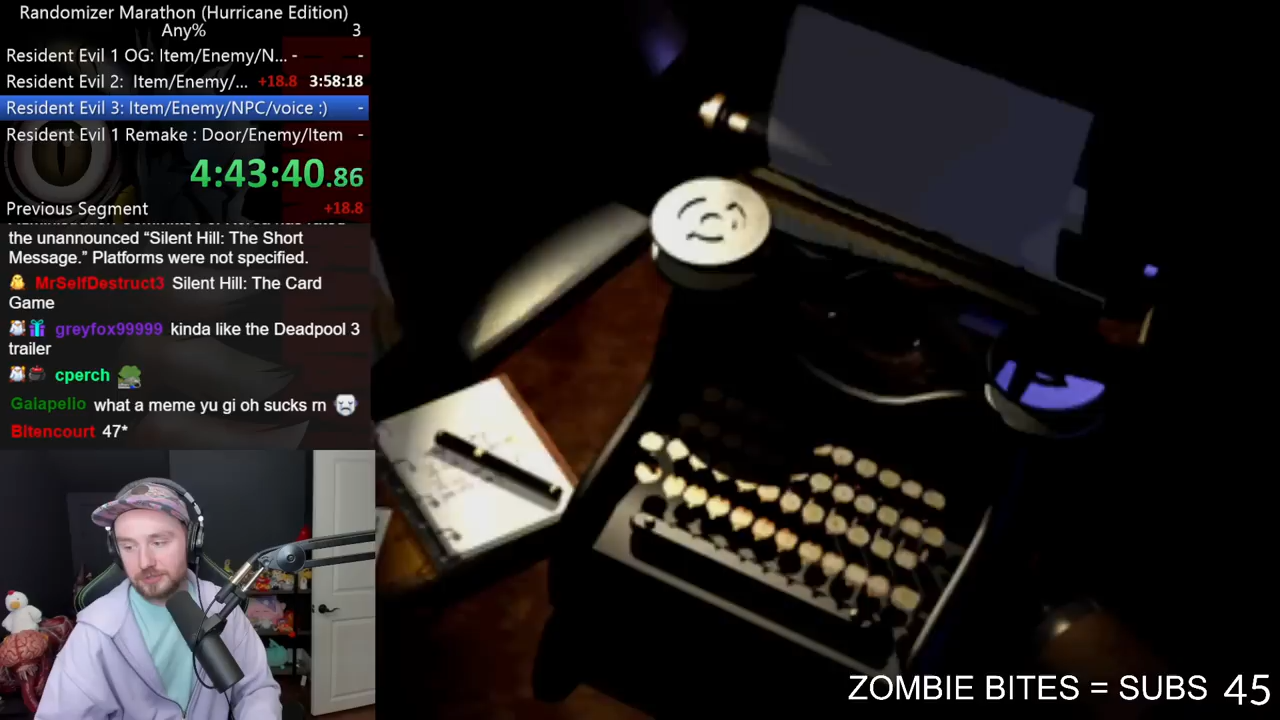 Randomizer Marathon (Hurricane Edition)
Any% 3
Resident Evil 1 OG: Item/Enemy/N... - -
Resident Evil 2: Item/Enemy/... +18.8 3:58:18
Resident Evil 3: Item/Enemy/NPC/voice :) -
Resident Evil 1 Remake : Door/Enemy/Item -
4:43:40.86
Previous Segment +18.8
the unannounced “Silent Hill: The Short
Message.” Platforms were not specified.
MrSelfDestruct3 Silent Hill: The Card
Game
greyfox99999 kinda like the Deadpool 3
trailer
cperch
Galapelio what a meme yu gi oh sucks rn
Bitencourt 47*
ZOMBIE BITES = SUBS 45